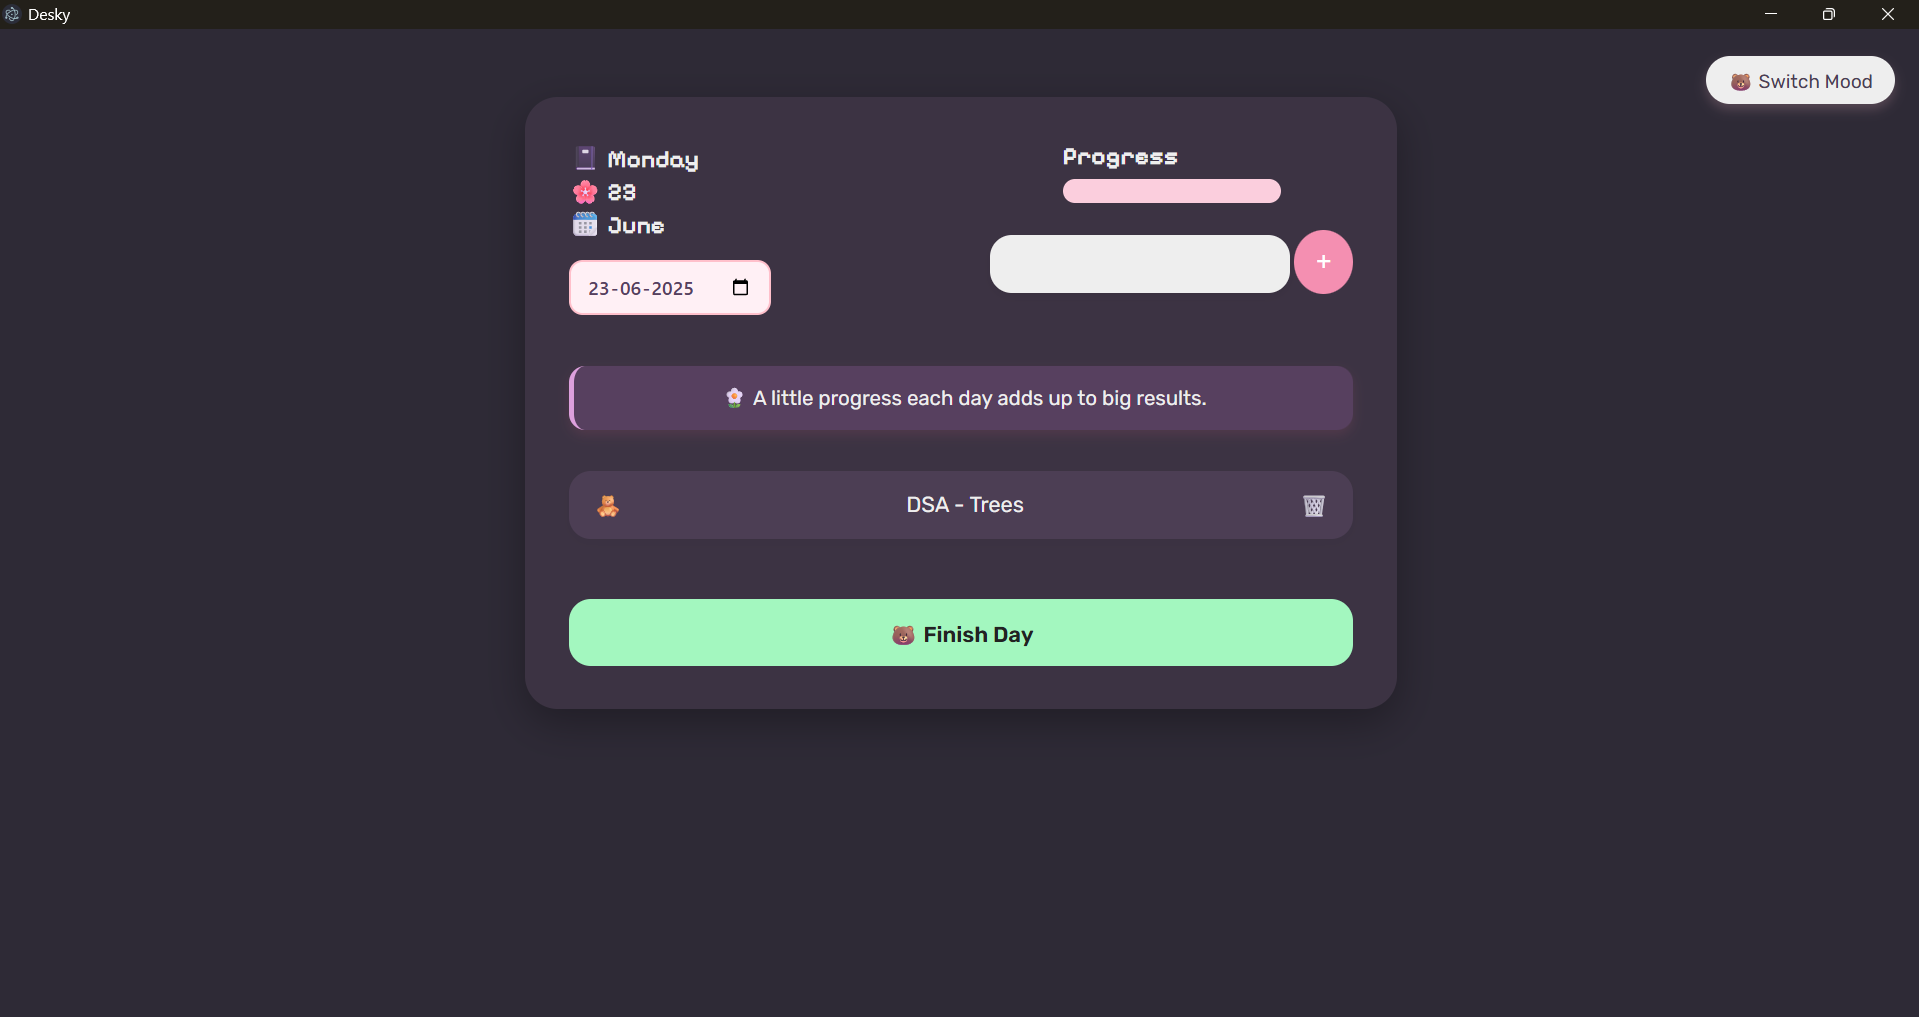 Desky
🐻 Switch Mood
Monday
23
June
23-06-2025
Progress
+
🌸 A little progress each day adds up to big results.
DSA - Trees
🐻 Finish Day